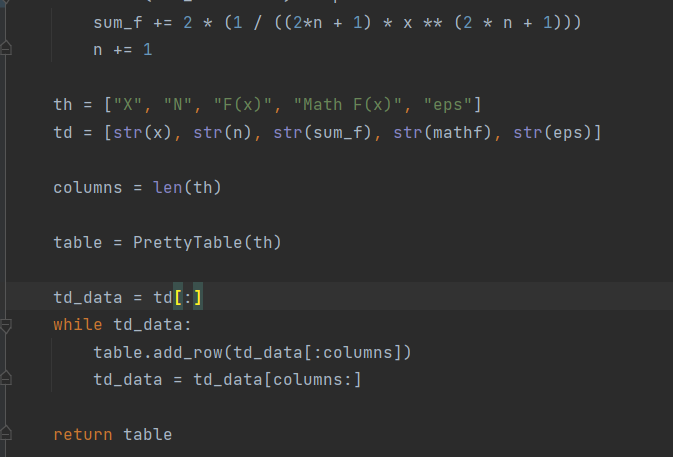 sum_f += 2 * (1 / ((2*n + 1) * x ** (2 * n + 1)))
n += 1
th = ["X", "N", "F(x)", "Math F(x)", "eps"]
td = [str(x), str(n), str(sum_f), str(mathf), str(eps)]
columns = len(th)
table = PrettyTable(th)
td_data = td[:]
while td_data:
table.add_row(td_data[:columns])
td_data = td_data[columns:]
return table